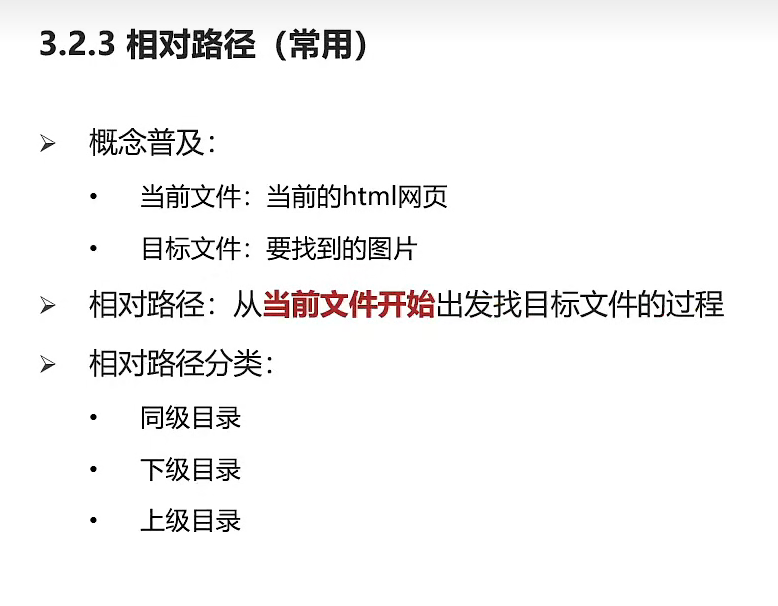 3.2.3 相对路径（常用）
➢ 概念普及：
• 当前文件：当前的html网页
• 目标文件：要找到的图片
➢ 相对路径：从当前文件开始出发找目标文件的过程
➢ 相对路径分类：
• 同级目录
• 下级目录
• 上级目录